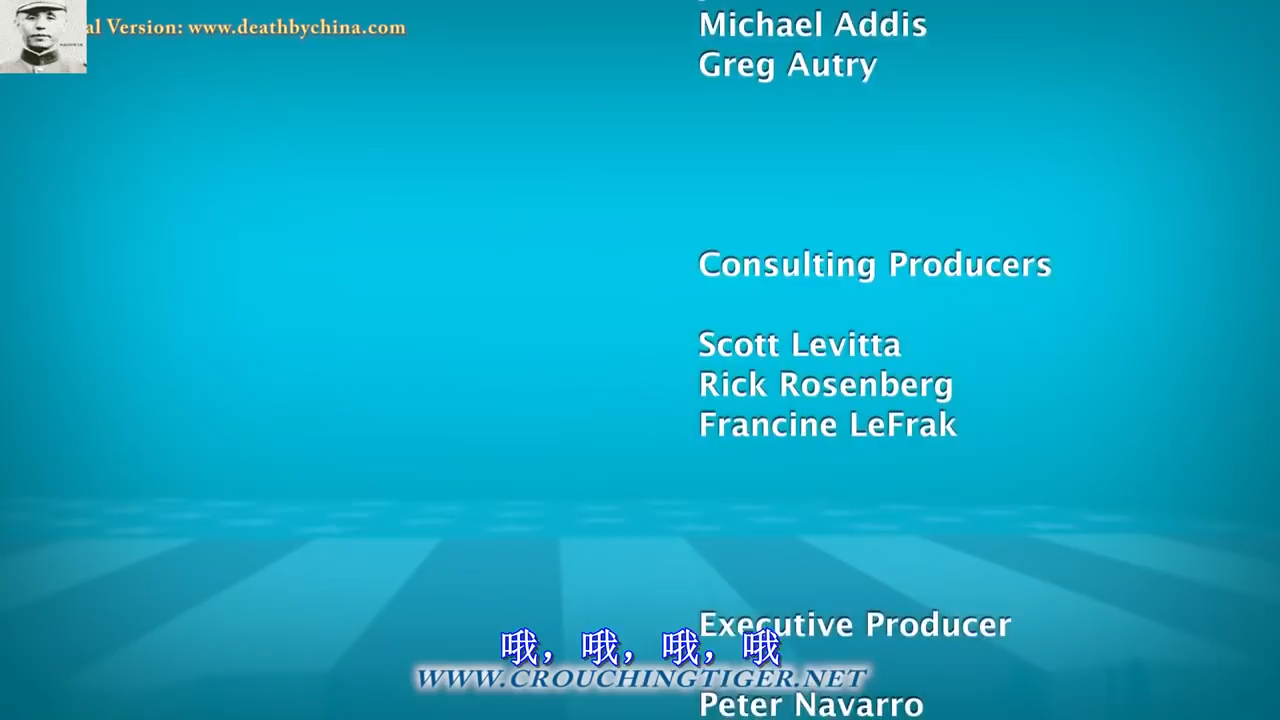 al Version: www.deathbychina.com
Michael Addis
Greg Autry
Consulting Producers
Scott Levitta
Rick Rosenberg
Francine LeFrak
Executive Producer
哦，哦，哦，哦
WWW.CROUCHINGTIGER.NET
Peter Navarro